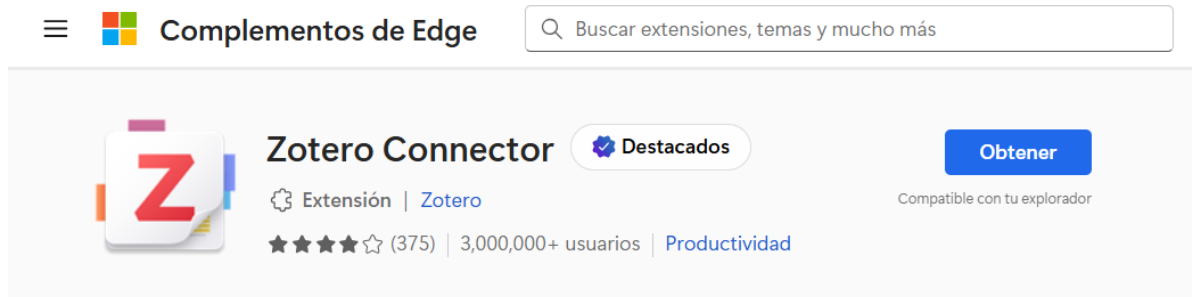 Complementos de Edge
Buscar extensiones, temas y mucho más
Z
Zotero Connector
Destacados
Obtener
Extensión | Zotero
Compatible con tu explorador
(375) | 3,000,000+ usuarios | Productividad